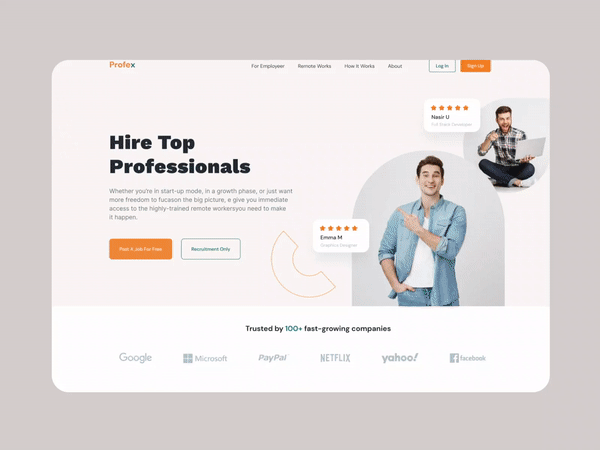 Profex
For Employeer Remote Works How It Works About Log In Sign Up
Nasir U
Full Stack Developer
Hire Top
Professionals
Whether you're in start-up mode, in a growth phase, or just want
more freedom to fucason the big picture, e give you immediate
access to the highly-trained remote workersyou need to make
it happen.
Emma M
Graphics Designer
Post A Job For Free Recruitment Only
Trusted by 100+ fast-growing companies
Google Microsoft PayPal NETFLIX yahoo! facebook